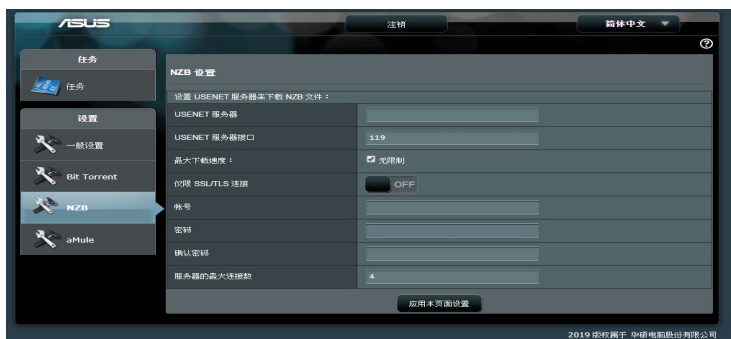 ASUS
注销
简体中文
任务
任务
设置
一般设置
Bit Torrent
NZB
aMule
NZB 设置
设置 USENET 服务器来下载 NZB 文件：
USENET 服务器
USENET 服务器接口
119
最大下载速度：
无限制
仅限 SSL/TLS 连接
OFF
帐号
密码
确认密码
服务器的最大连接数
4
应用本页面设置
2019 版权属于 华硕电脑股份有限公司